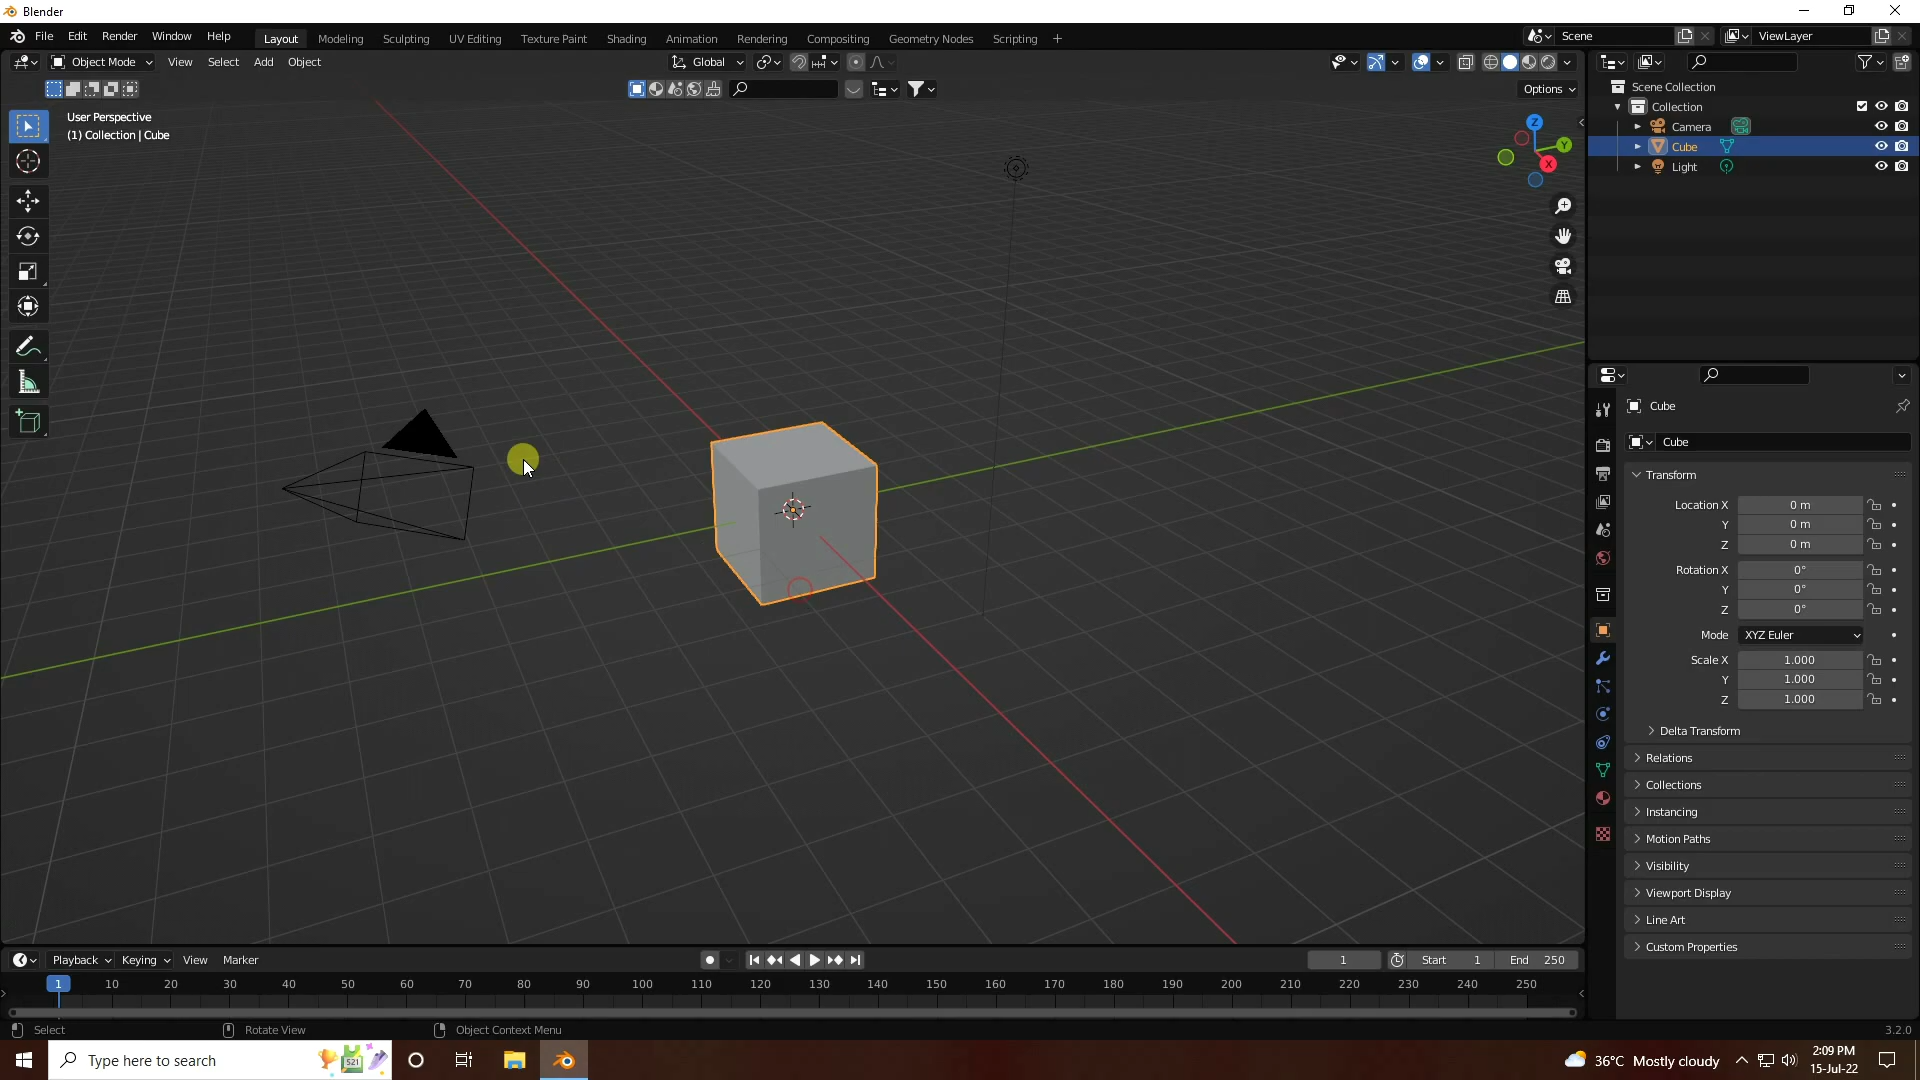 Blender
File Edit Render Window Help Layout Modeling Sculpting UV Editing Texture Paint Shading Animation Rendering Compositing Geometry Nodes Scripting + Scene ViewLayer
Object Mode View Select Add Object Global
Options
User Perspective
(1) Collection | Cube
Z
Y
X
Scene Collection
Collection
Camera
Cube
Light
Cube
Cube
Transform
Location X 0 m
Y 0 m
Z 0 m
Rotation X 0°
Y 0°
Z 0°
Mode XYZ Euler
Scale X 1.000
Y 1.000
Z 1.000
Delta Transform
Relations
Collections
Instancing
Motion Paths
Visibility
Viewport Display
Line Art
Custom Properties
Playback Keying View Marker 1 Start 1 End 250
1 10 20 30 40 50 60 70 80 90 100 110 120 130 140 150 160 170 180 190 200 210 220 230 240 250
Select Rotate View Object Context Menu 3.2.0
Type here to search 521 36°C Mostly cloudy 2:09 PM
15-Jul-22